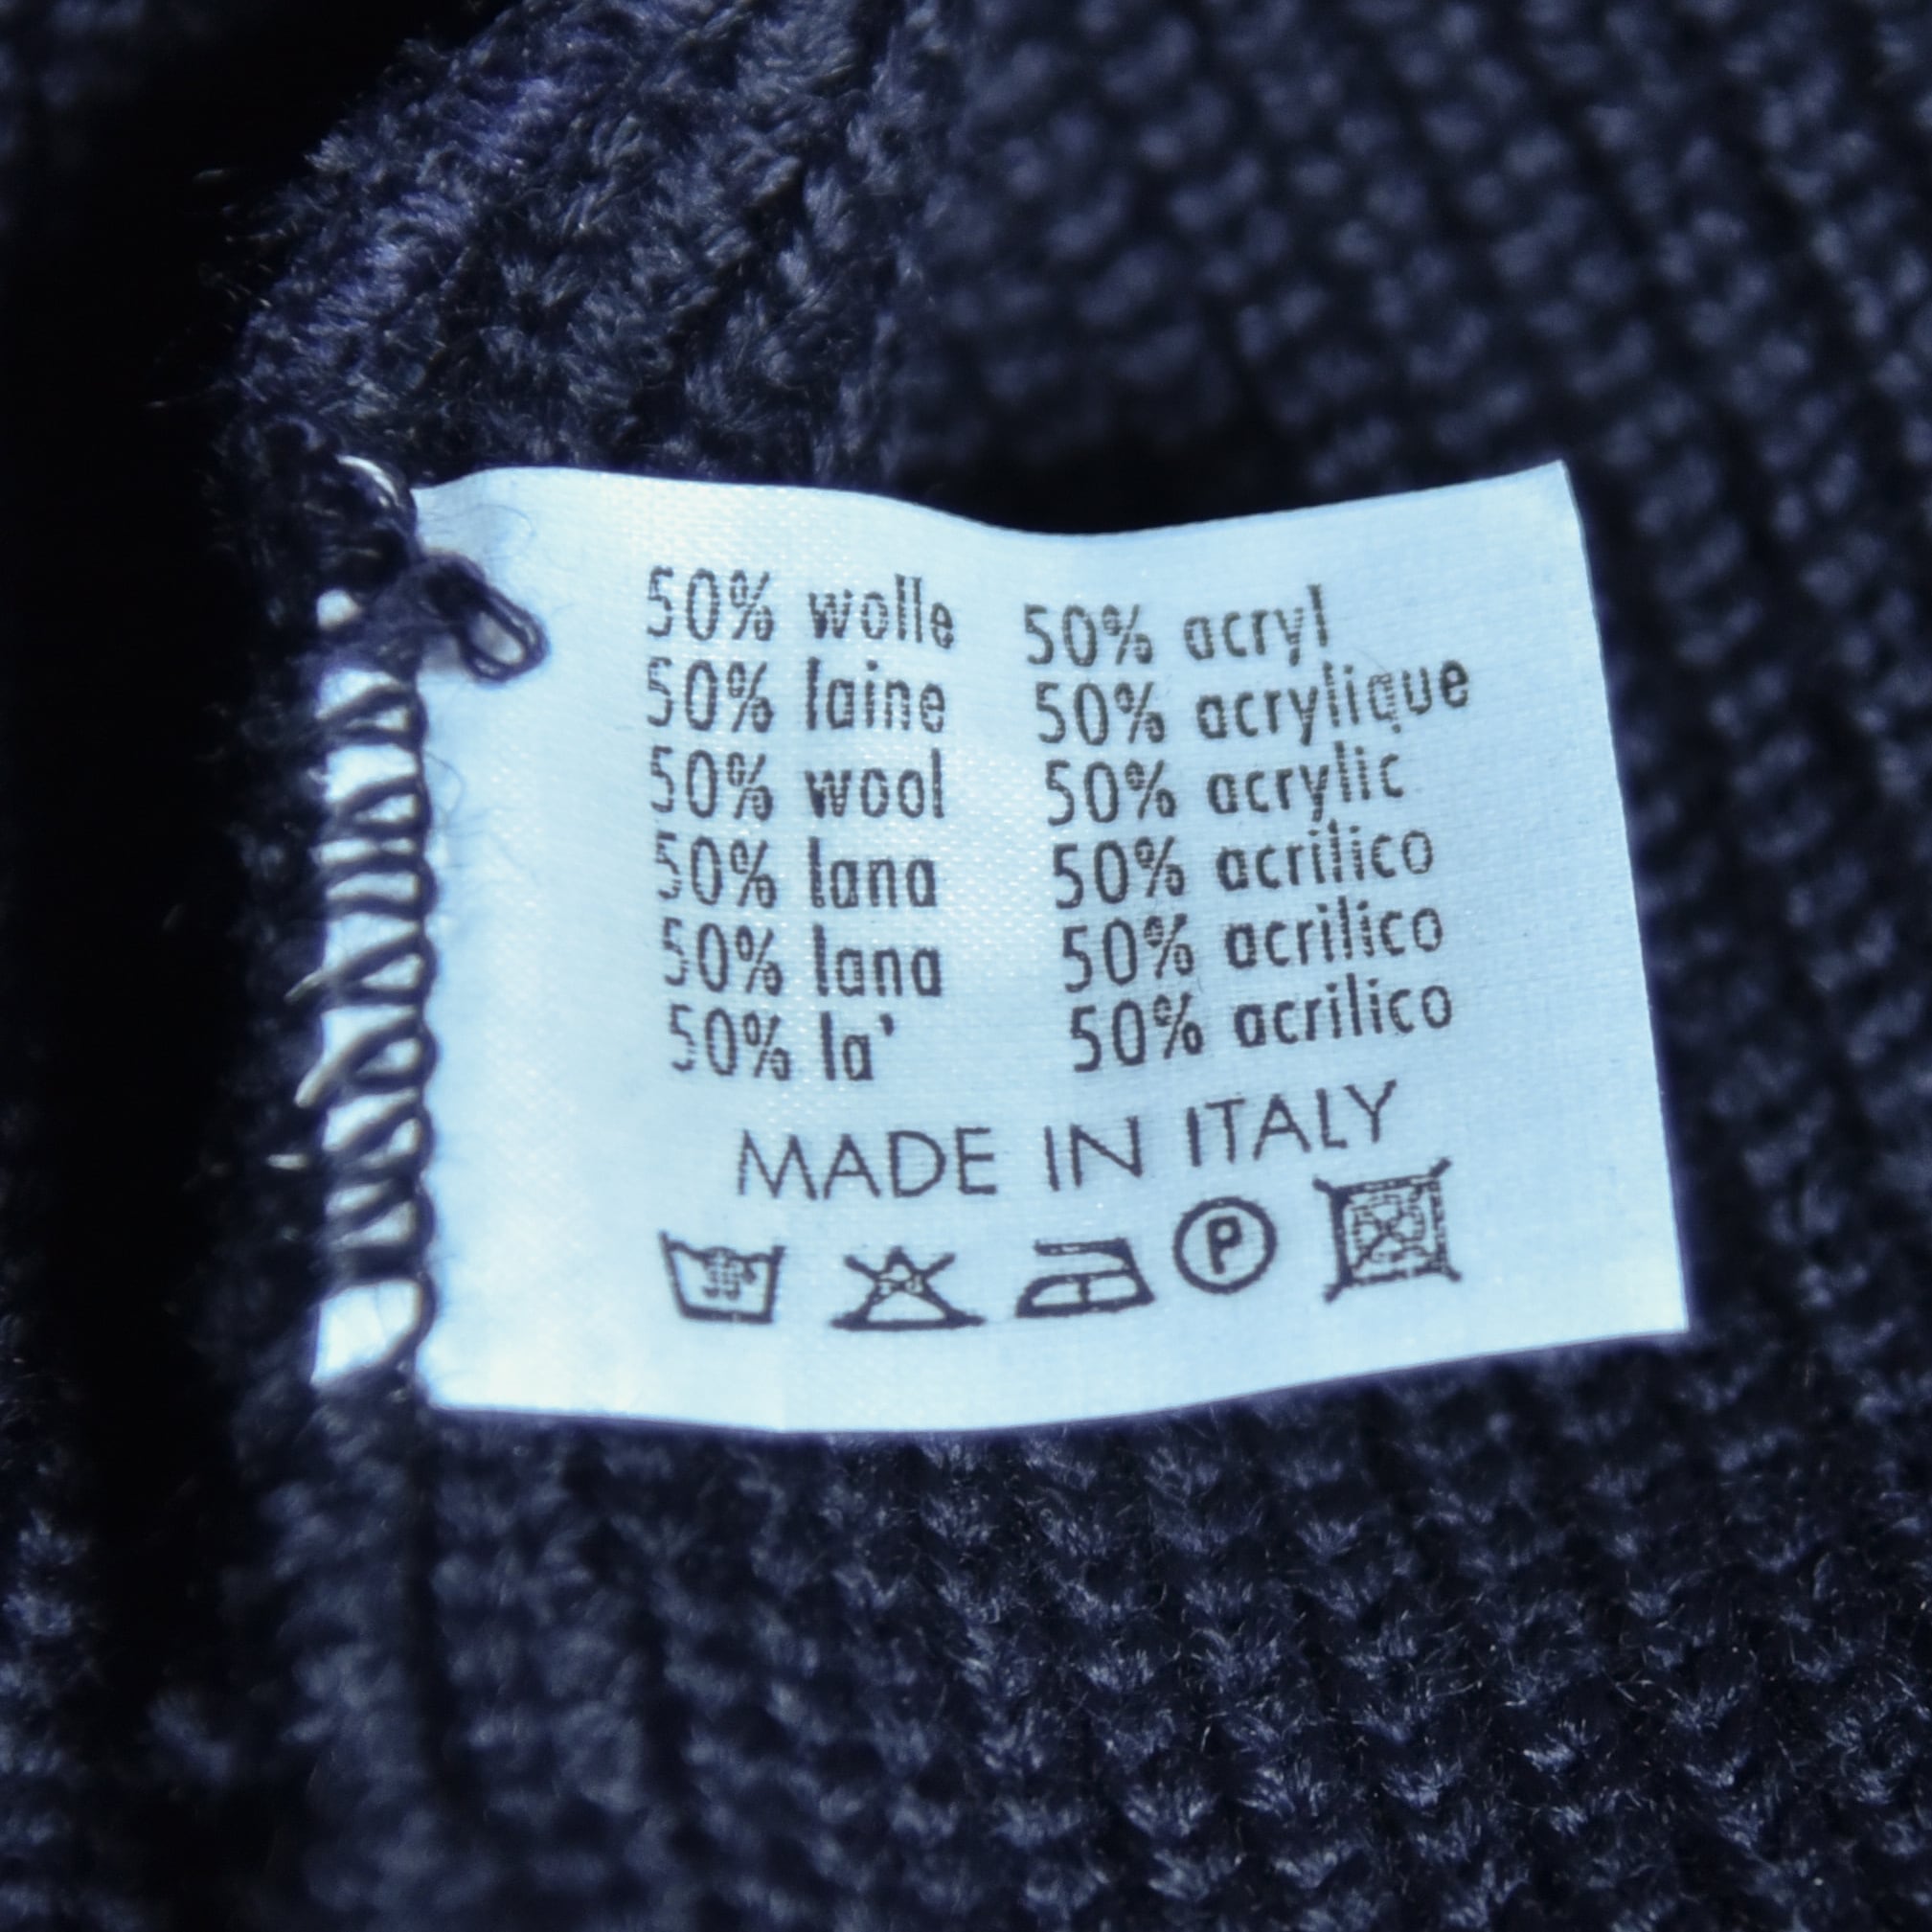 50% wolle 50% acryl
50% laine 50% acrylique
50% wool 50% acrylic
50% lana 50% acrilico
50% lana 50% acrilico
50% la' 50% acrilico
MADE IN ITALY
30° P